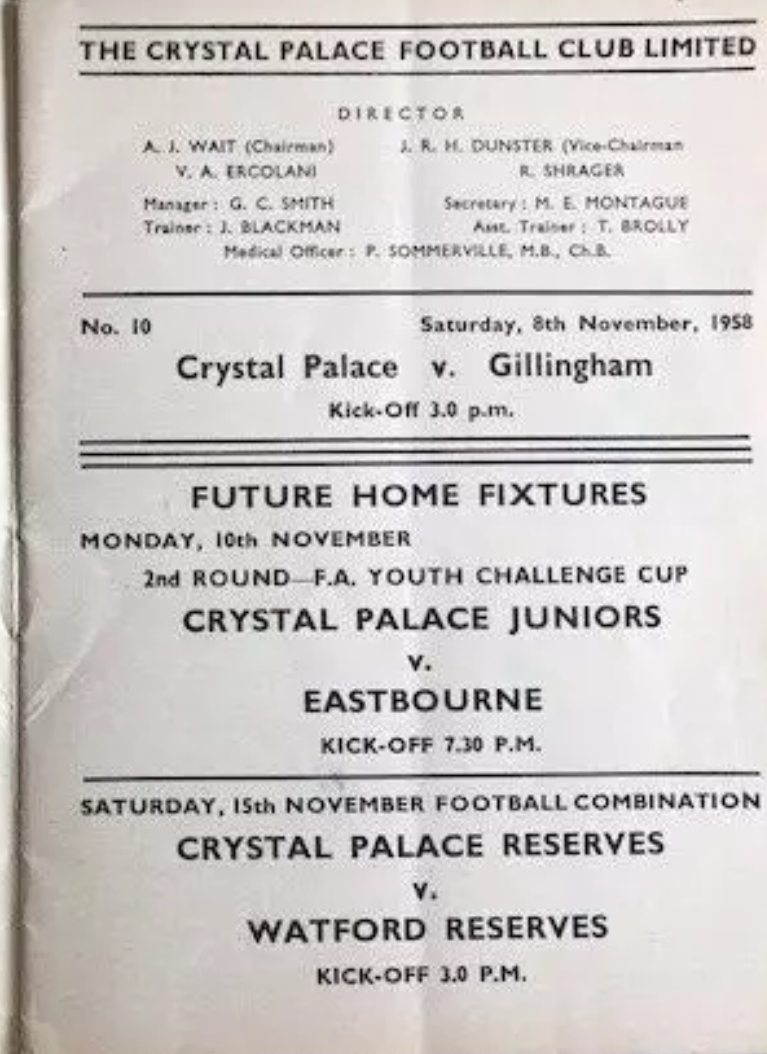 THE CRYSTAL PALACE FOOTBALL CLUB LIMITED
DIRECTOR
A. J. WAIT (Chairman) J. R. H. DUNSTER (Vice-Chairman
V. A. ERCOLANI R. SHRAGER
Manager : G. C. SMITH Secretary : M. E. MONTAGUE
Trainer : J. BLACKMAN Asst. Trainer : T. BROLLY
Medical Officer : P. SOMMERVILLE, M.B., Ch.B.
No. 10 Saturday, 8th November, 1958
Crystal Palace v. Gillingham
Kick-Off 3.0 p.m.
FUTURE HOME FIXTURES
MONDAY, 10th NOVEMBER
2nd ROUND—F.A. YOUTH CHALLENGE CUP
CRYSTAL PALACE JUNIORS
v.
EASTBOURNE
KICK-OFF 7.30 P.M.
SATURDAY, 15th NOVEMBER FOOTBALL COMBINATION
CRYSTAL PALACE RESERVES
v.
WATFORD RESERVES
KICK-OFF 3.0 P.M.